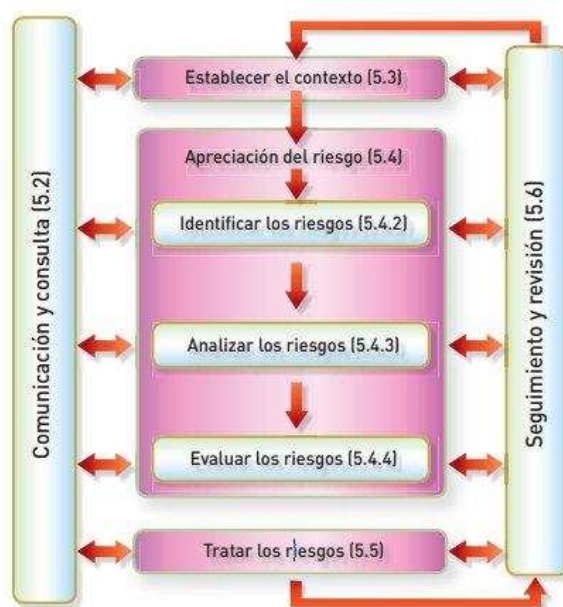 Comunicación y consulta (5.2)
Establecer el contexto (5.3)
Apreciación del riesgo (5.4)
Identificar los riesgos (5.4.2)
Analizar los riesgos (5.4.3)
Evaluar los riesgos (5.4.4)
Tratar los riesgos (5.5)
Seguimiento y revisión (5.6)